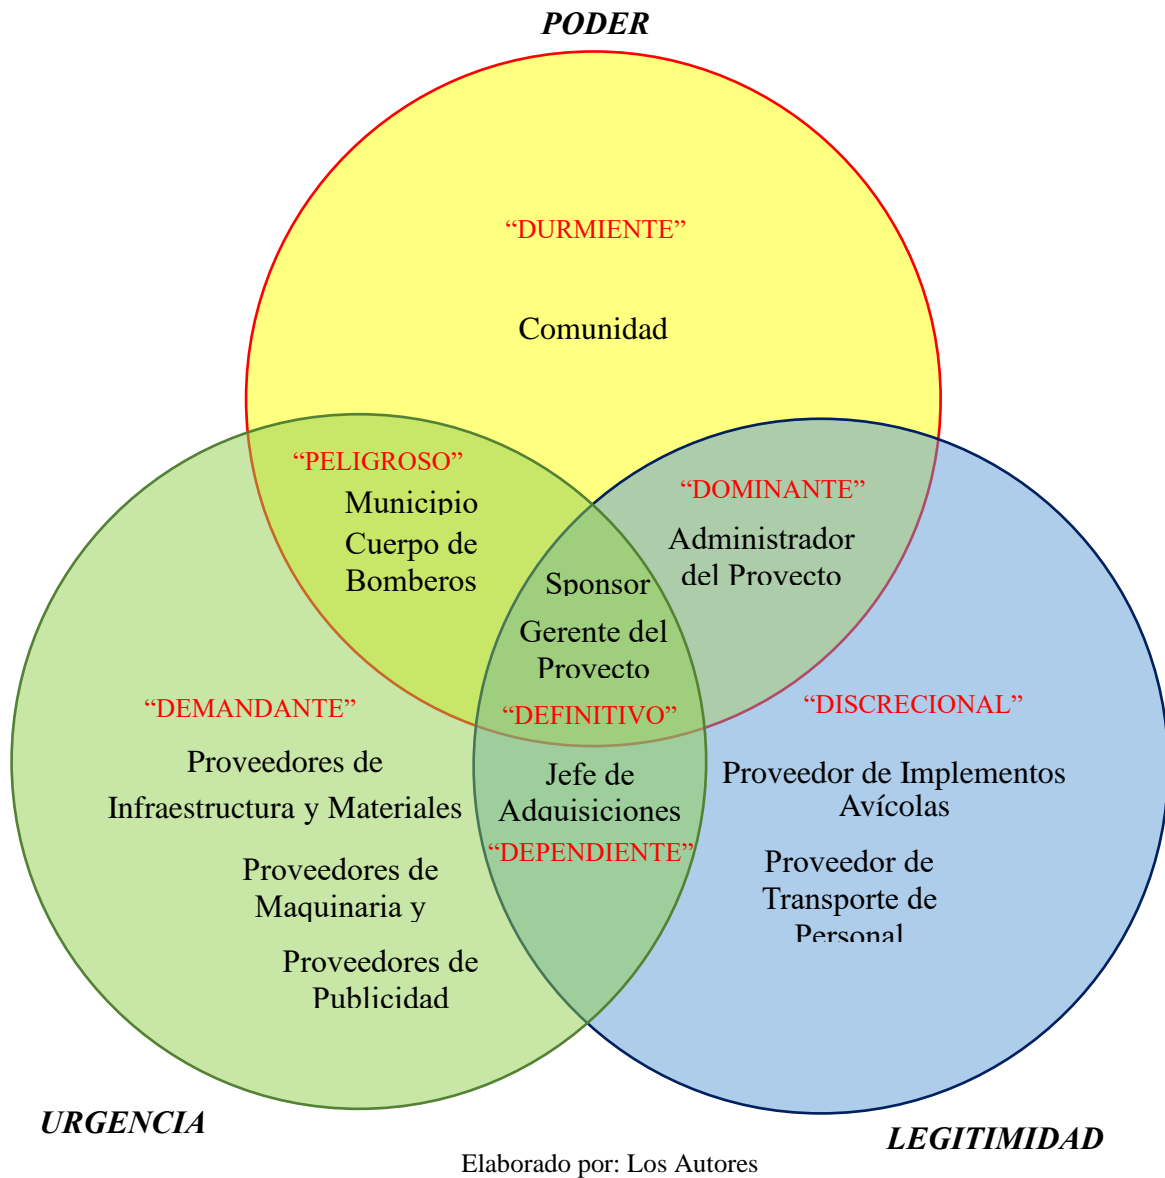 PODER
“DURMIENTE”
Comunidad
“PELIGROSO”
Municipio
Cuerpo de
Bomberos
“DOMINANTE”
Administrador
del Proyecto
Sponsor
Gerente del
Proyecto
“DEFINITIVO”
“DEMANDANTE”
Proveedores de
Infraestructura y Materiales
Proveedores de
Maquinaria y
Proveedores de
Publicidad
Jefe de
Adquisiciones
“DEPENDIENTE”
“DISCRECIONAL”
Proveedor de Implementos
Avícolas
Proveedor de
Transporte de
Personal
URGENCIA
LEGITIMIDAD
Elaborado por: Los Autores